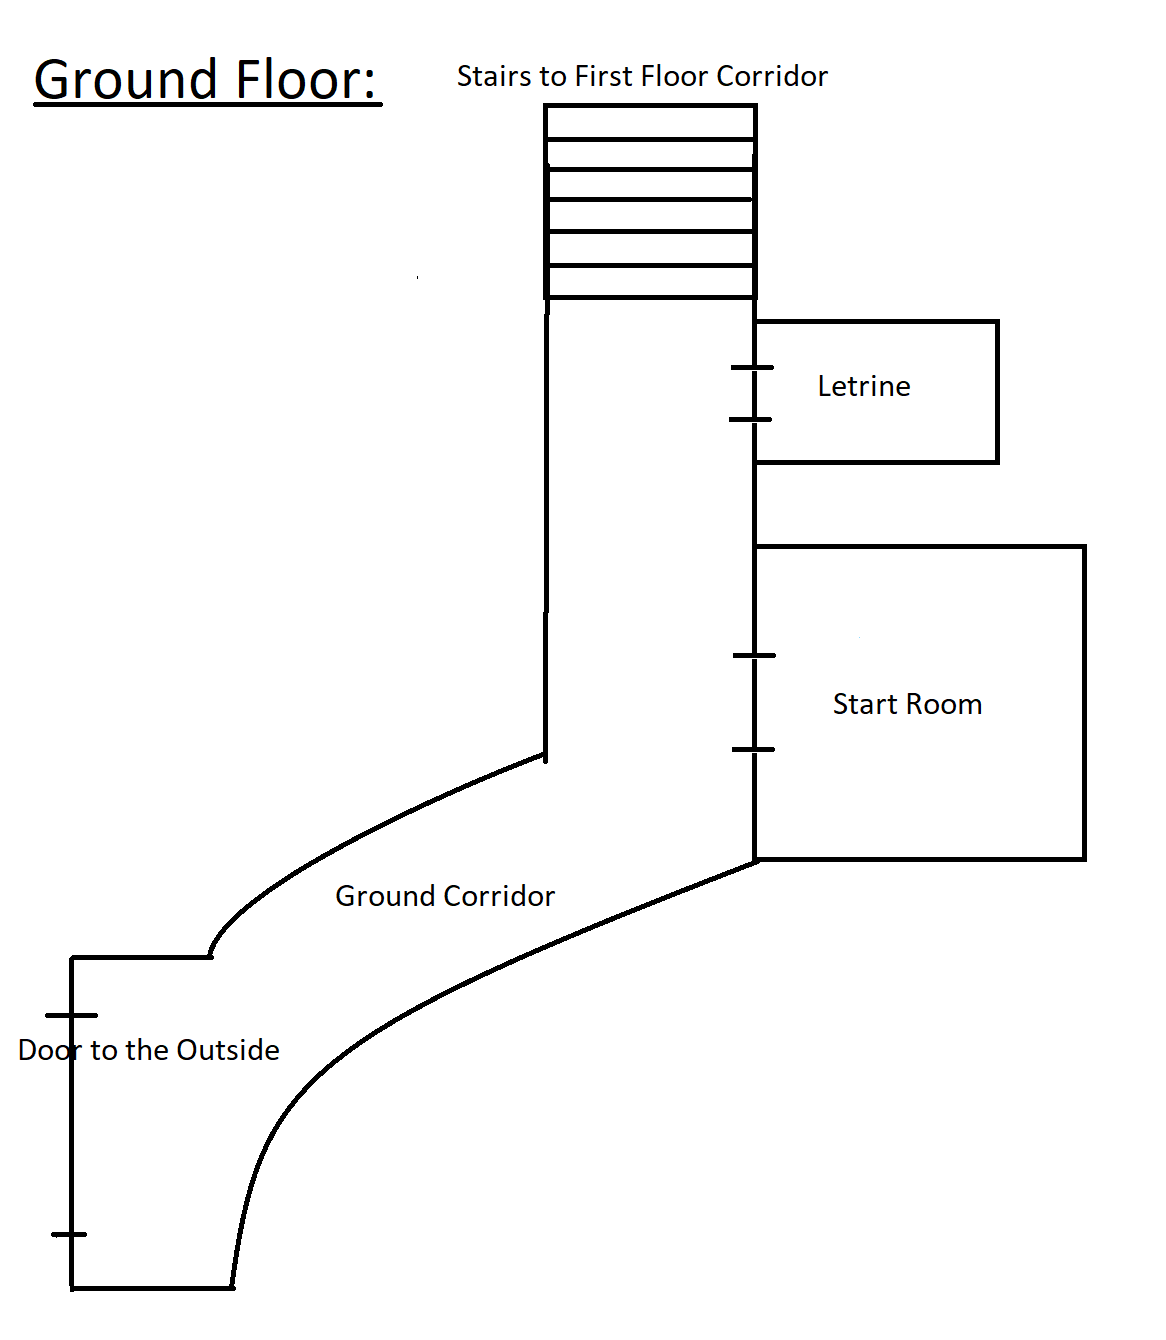 Ground Floor:
Stairs to First Floor Corridor
Letrine
Start Room
Ground Corridor
Door to the Outside